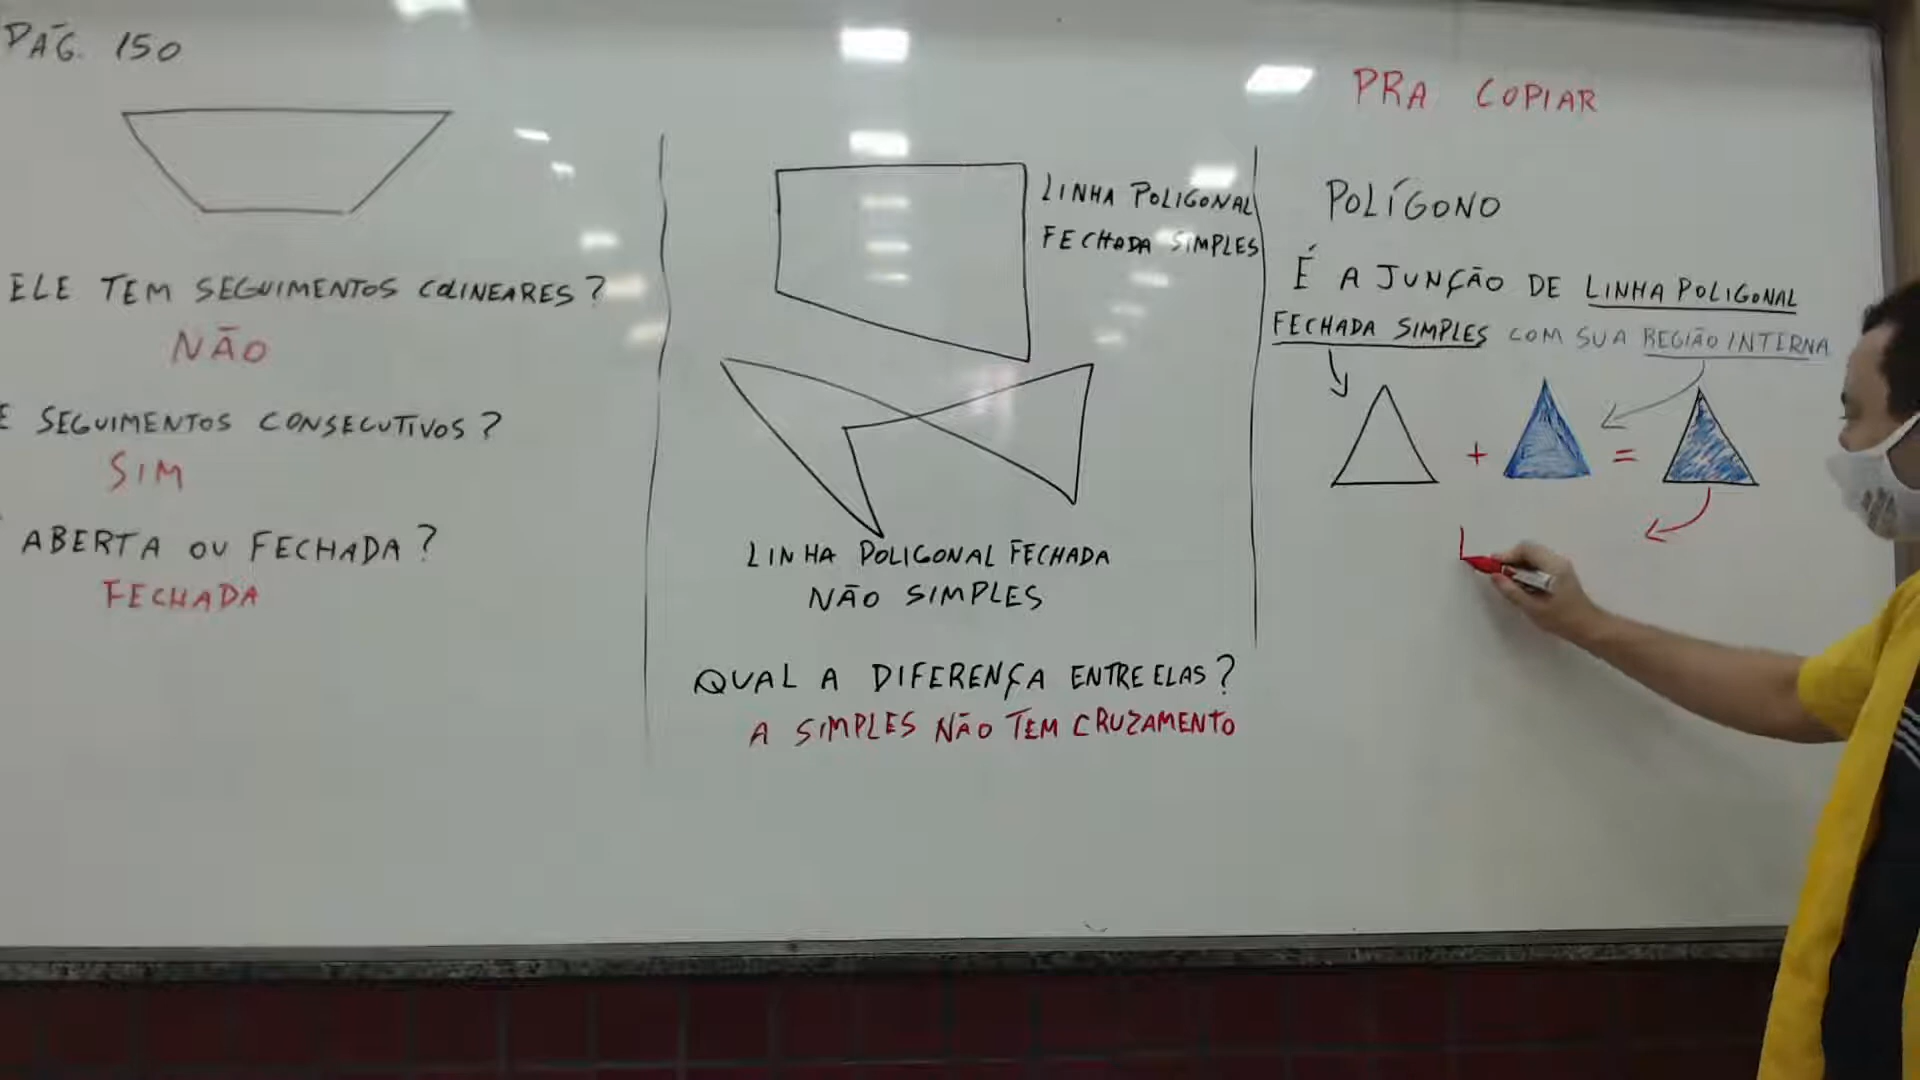 PÁG. 150
ELE TEM SEGUIMENTOS COLINEARES?
NÃO
E SEGUIMENTOS CONSECUTIVOS?
SIM
ABERTA OU FECHADA?
FECHADA
LINHA POLIGONAL
FECHADA SIMPLES
LINHA POLIGONAL FECHADA
NÃO SIMPLES
QUAL A DIFERENÇA ENTRE ELAS?
A SIMPLES NÃO TEM CRUZAMENTO
PRA COPIAR
POLÍGONO
É A JUNÇÃO DE LINHA POLIGONAL
FECHADA SIMPLES COM SUA REGIÃO INTERNA
+ =